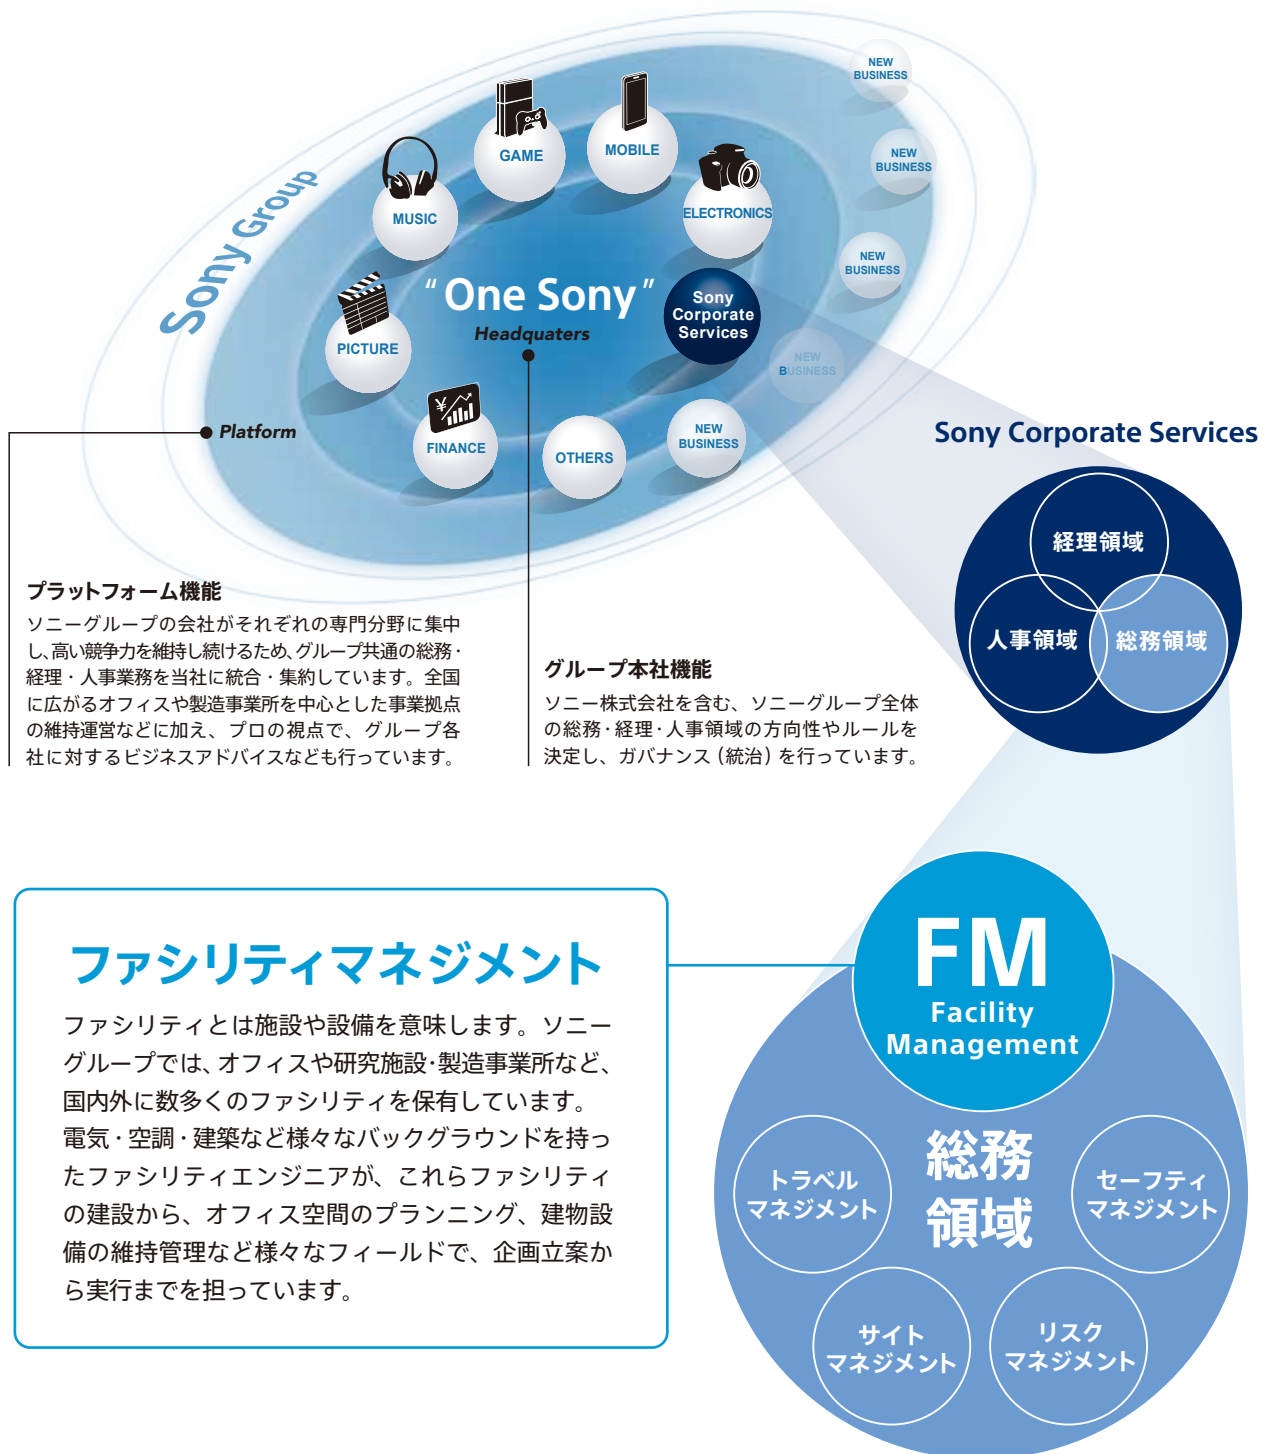 Sony Group
NEW
BUSINESS
NEW
BUSINESS
NEW
BUSINESS
NEW
BUSINESS
NEW
BUSINESS
GAME
MOBILE
MUSIC
ELECTRONICS
"One Sony"
Headquaters
Sony
Corporate
Services
PICTURE
FINANCE
OTHERS
Platform
プラットフォーム機能
ソニーグループの会社がそれぞれの専門分野に集中
し、高い競争力を維持し続けるため、グループ共通の総務・
経理・人事業務を当社に統合・集約しています。全国
に広がるオフィスや製造事業所を中心とした事業拠点
の維持運営などに加え、プロの視点で、グループ各
社に対するビジネスアドバイスなども行っています。
グループ本社機能
ソニー株式会社を含む、ソニーグループ全体
の総務・経理・人事領域の方向性やルールを
決定し、ガバナンス（統治）を行っています。
Sony Corporate Services
経理領域
人事領域
総務領域
ファシリティマネジメント
ファシリティとは施設や設備を意味します。ソニー
グループでは、オフィスや研究施設・製造事業所など、
国内外に数多くのファシリティを保有しています。
電気・空調・建築など様々なバックグラウンドを持っ
たファシリティエンジニアが、これらファシリティ
の建設から、オフィス空間のプランニング、建物設
備の維持管理など様々なフィールドで、企画立案か
ら実行までを担っています。
FM
Facility
Management
総務
領域
トラベル
マネジメント
セーフティ
マネジメント
サイト
マネジメント
リスク
マネジメント